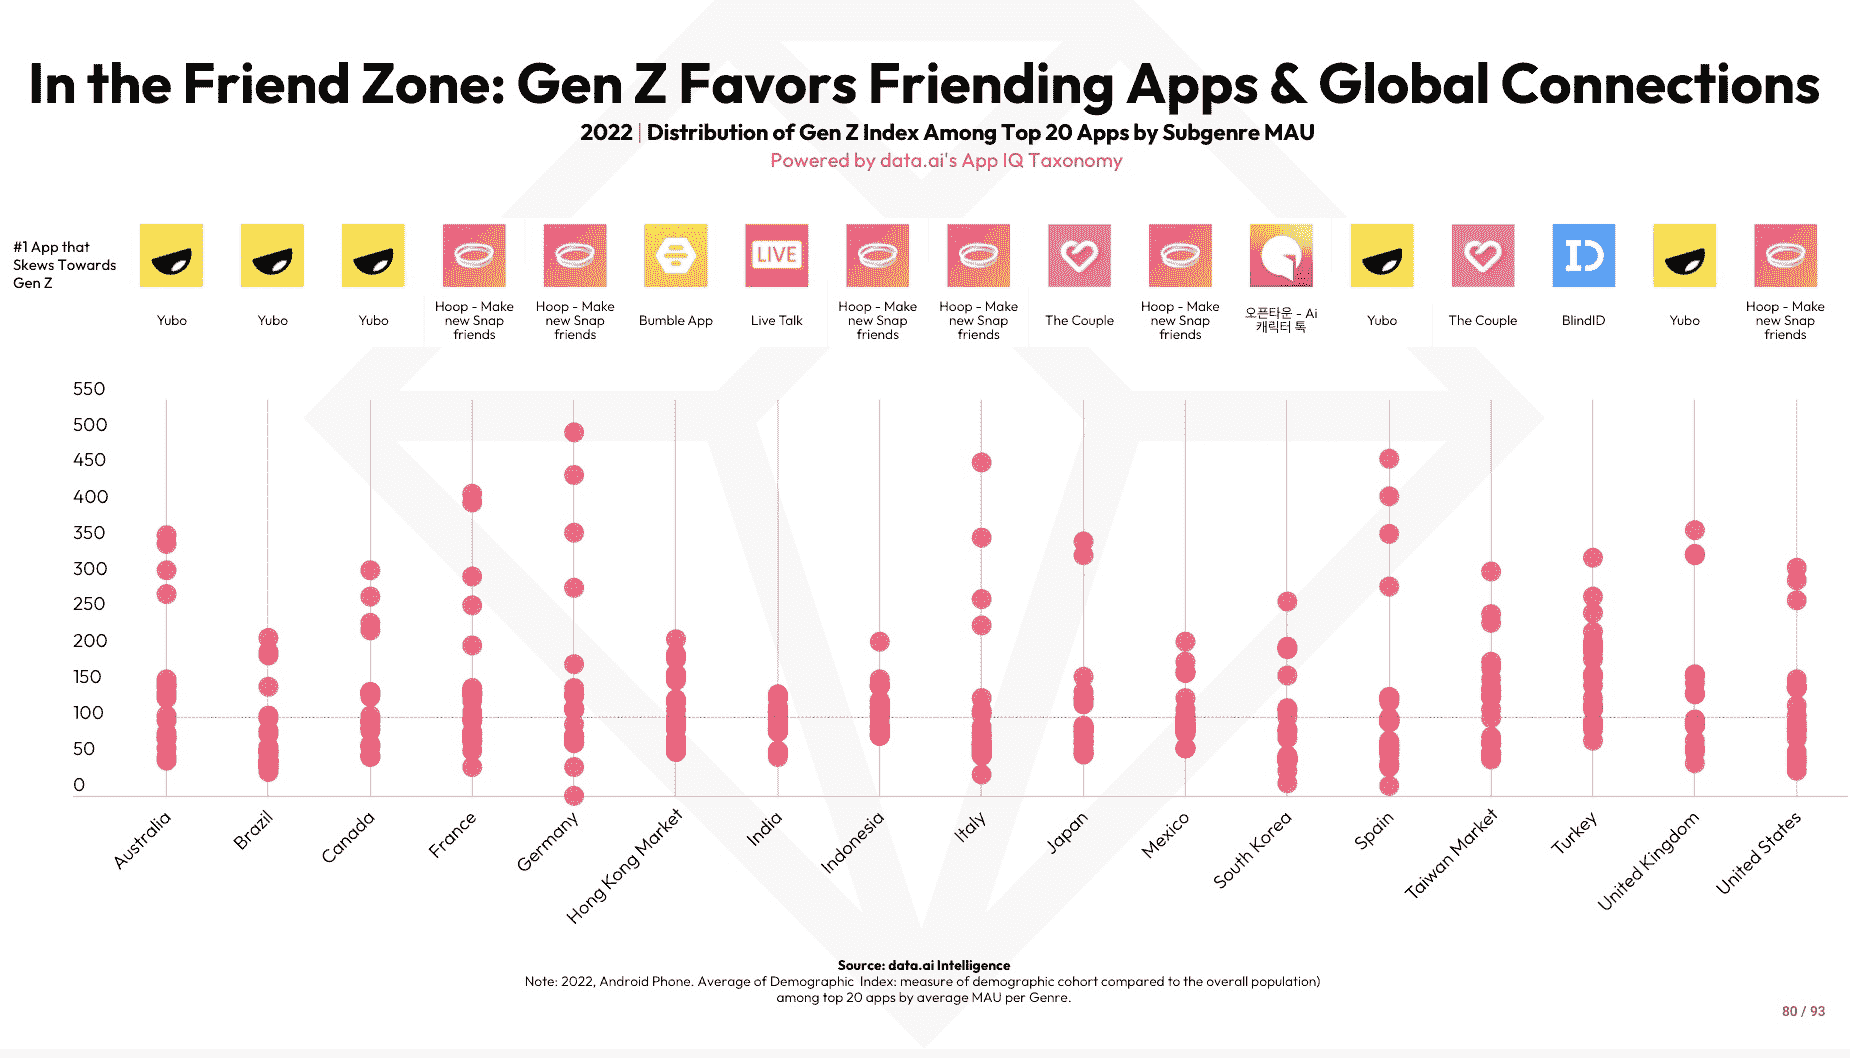 In the Friend Zone: Gen Z Favors Friending Apps & Global Connections
2022 | Distribution of Gen Z Index Among Top 20 Apps by Subgenre MAU
Powered by data.ai's App IQ Taxonomy
#1 App that
Skews Towards
Gen Z
LIVE
ID
Yubo
Yubo
Yubo
Hoop - Make
new Snap
friends
Hoop - Make
new Snap
friends
Bumble App
Live Talk
Hoop - Make
new Snap
friends
Hoop - Make
new Snap
friends
The Couple
Hoop - Make
new Snap
friends
오픈타운 - Ai
캐릭터 톡
Yubo
The Couple
BlindID
Yubo
Hoop - Make
new Snap
friends
550
500
450
400
350
300
250
200
150
100
50
0
Australia
Brazil
Canada
France
Germany
Hong Kong Market
India
Indonesia
Italy
Japan
Mexico
South Korea
Spain
Taiwan Market
Turkey
United Kingdom
United States
Source: data.ai Intelligence
Note: 2022, Android Phone. Average of Demographic Index: measure of demographic cohort compared to the overall population)
among top 20 apps by average MAU per Genre.
80 / 93